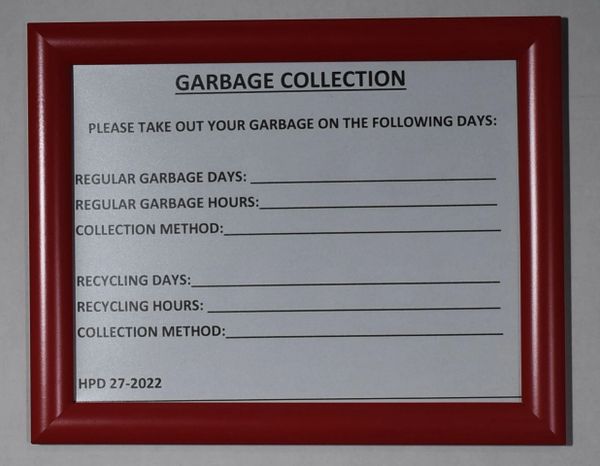 GARBAGE COLLECTION
PLEASE TAKE OUT YOUR GARBAGE ON THE FOLLOWING DAYS:
REGULAR GARBAGE DAYS:
REGULAR GARBAGE HOURS:
COLLECTION METHOD:
RECYCLING DAYS:
RECYCLING HOURS:
COLLECTION METHOD:
HPD 27-2022